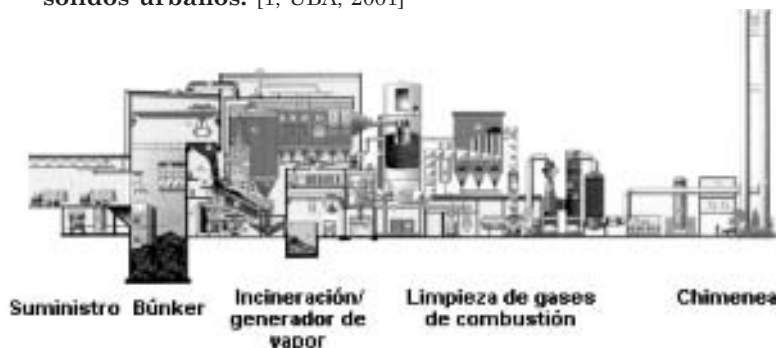 sólidos urbanos. [1, UBA, 2001]
Suministro Búnker Incineración/ Limpieza de gases Chimenea
generador de de combustión
vapor